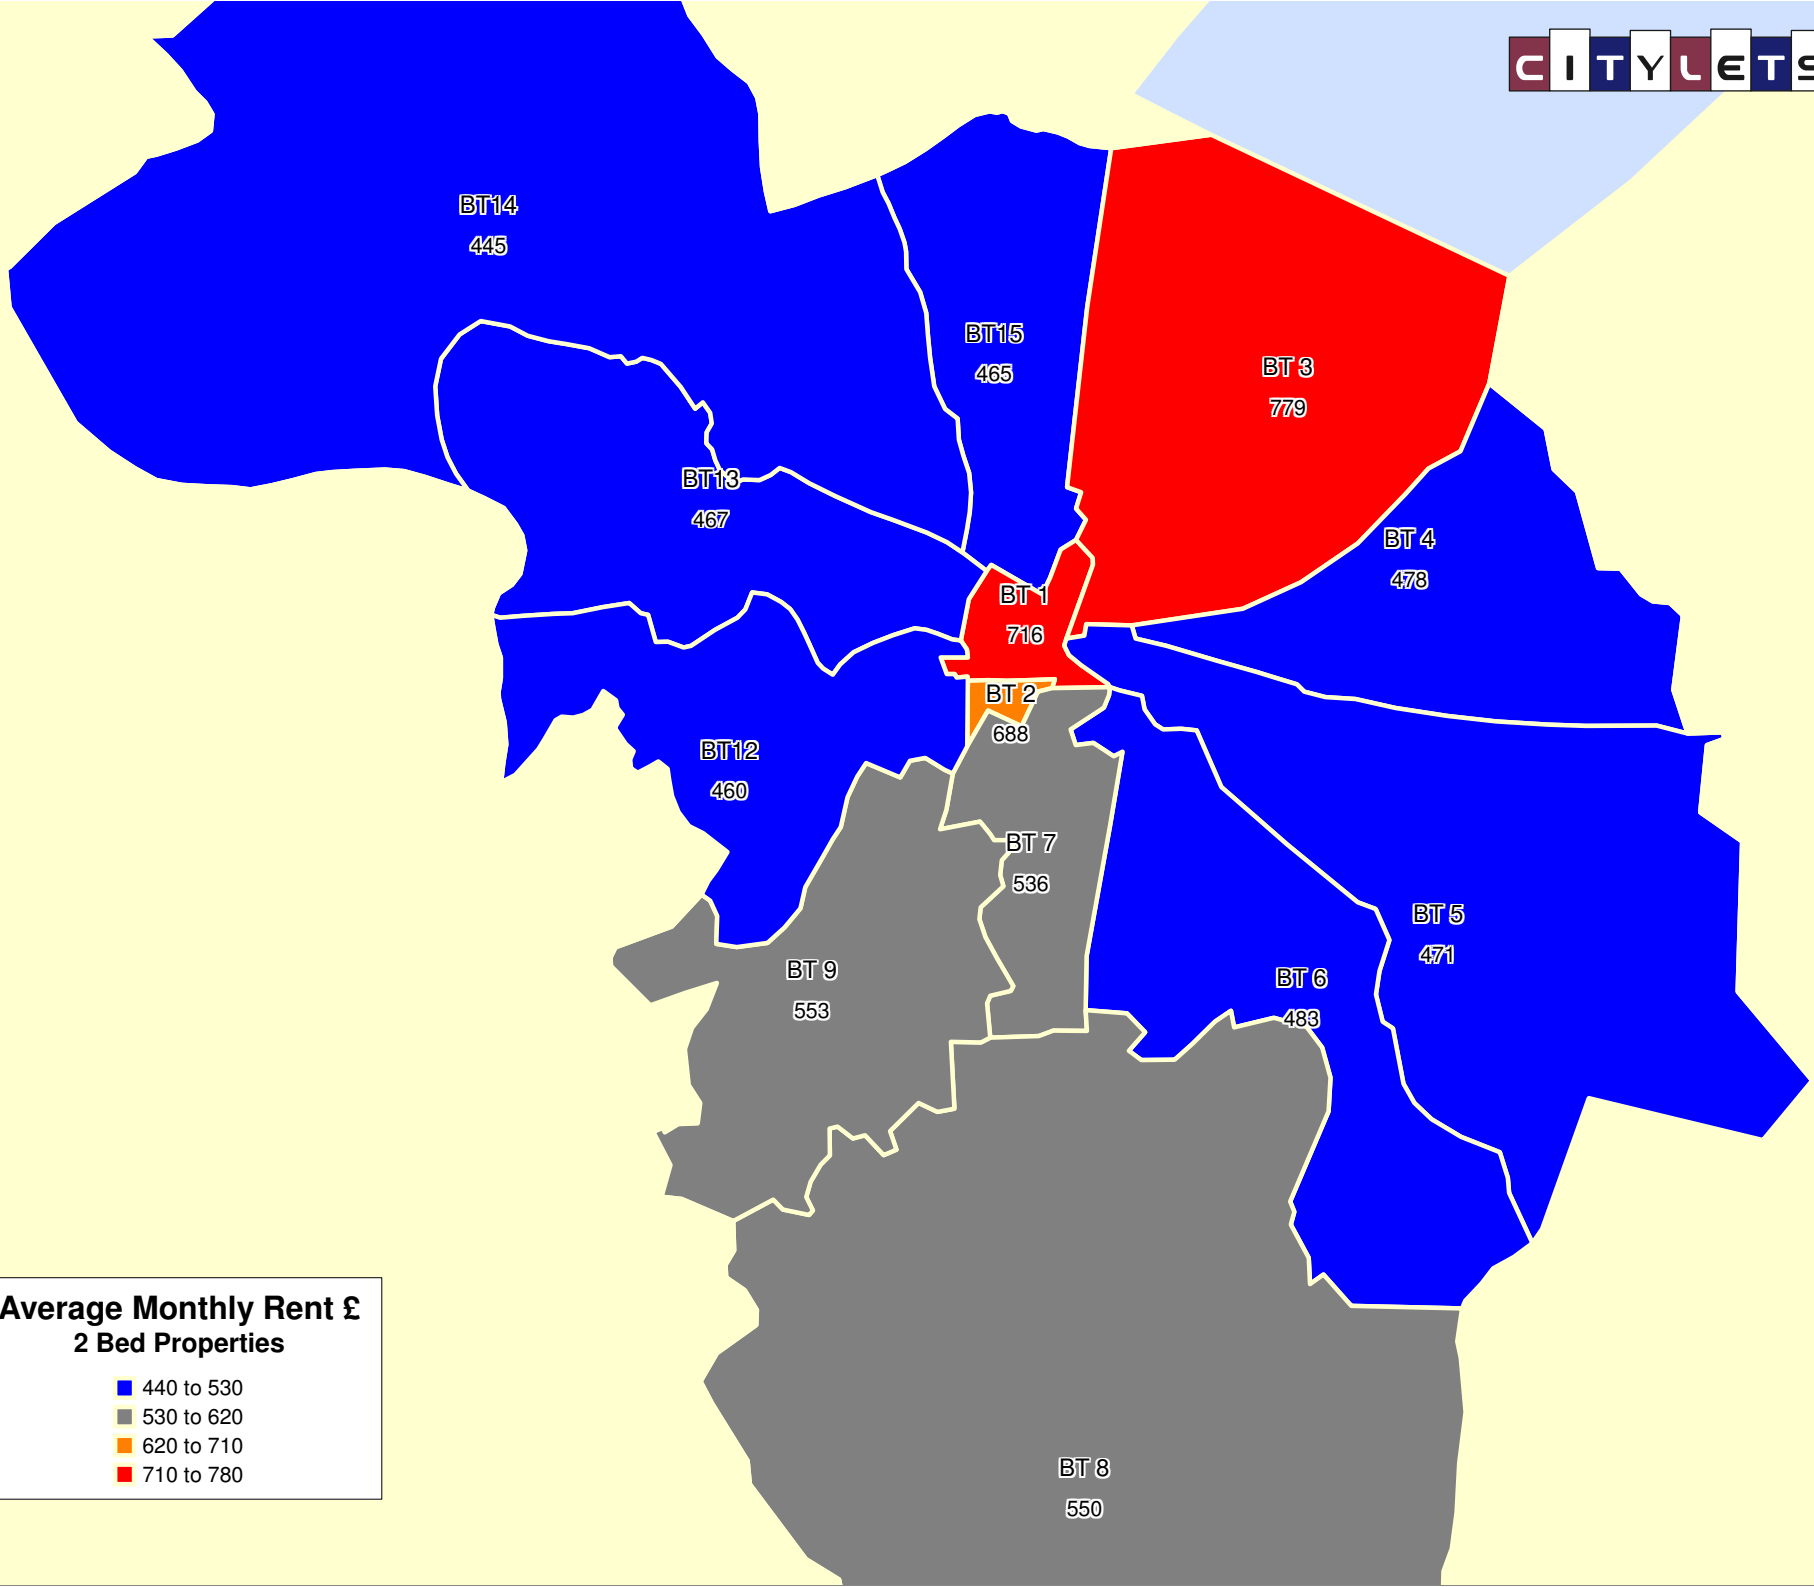 CITYLETS
BT14
445
BT15
465
BT 3
779
BT13
467
BT 4
478
BT 1
716
BT 2
688
BT12
460
BT 7
536
BT 5
471
BT 9
553
BT 6
483
Average Monthly Rent £
2 Bed Properties
440 to 530
530 to 620
620 to 710
710 to 780
BT 8
550